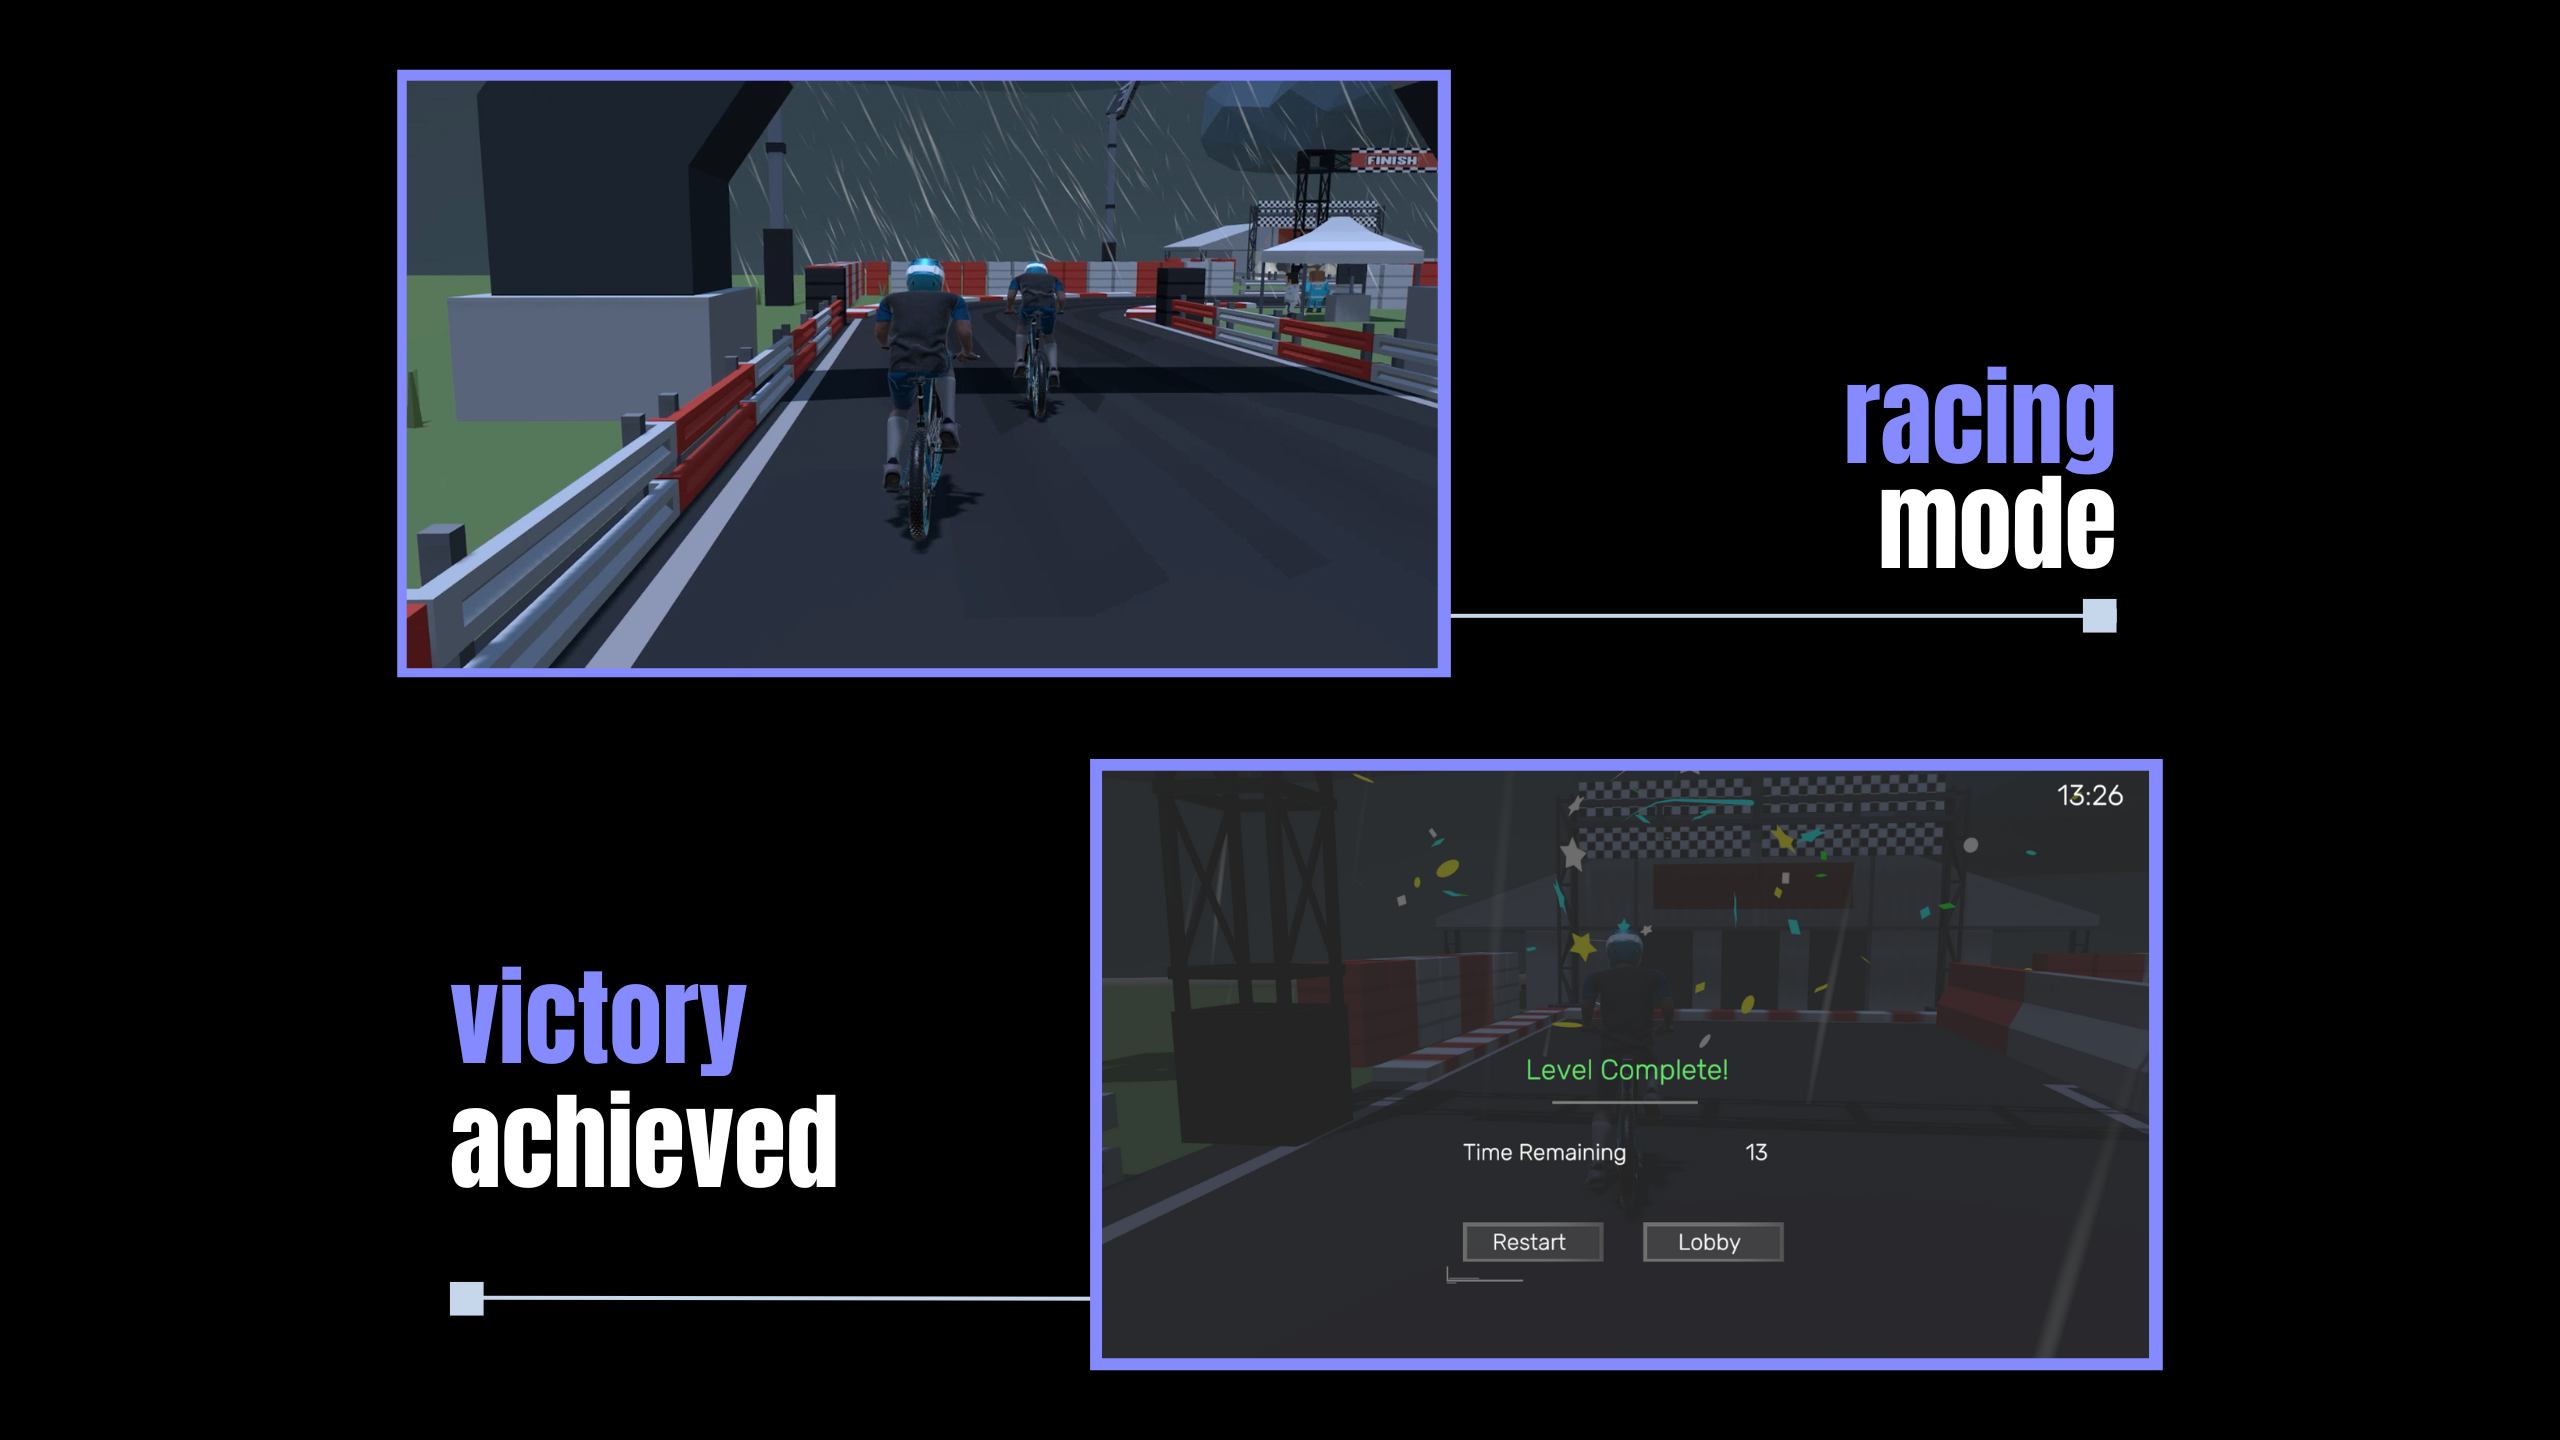 FINISH
racing
mode
13:26
Level Complete!
Time Remaining 13
Restart Lobby
victory
achieved